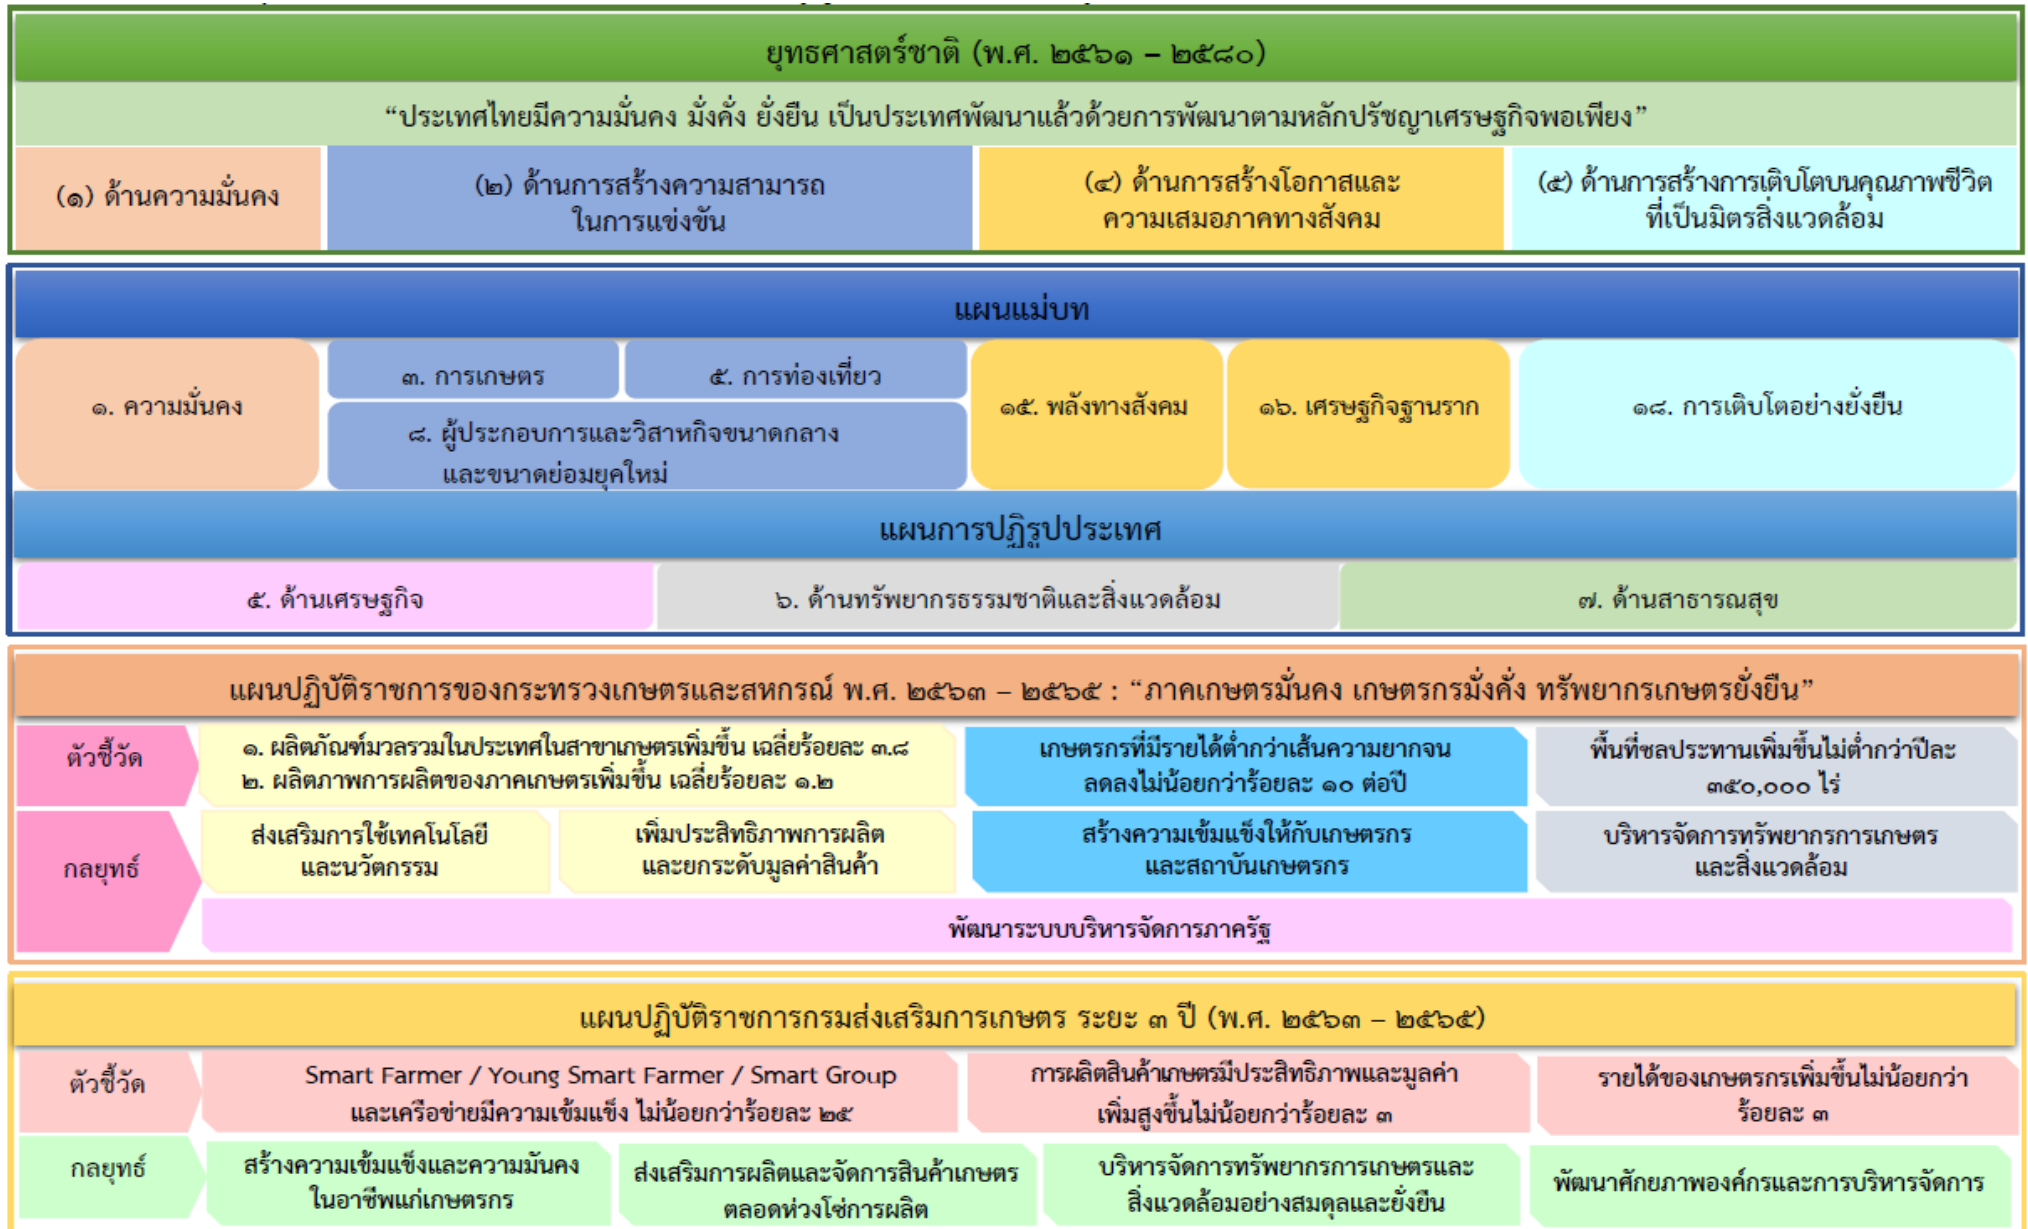 ยุทธศาสตร์ชาติ (พ.ศ. ๒๕๖๑ – ๒๕๘๐)
“ประเทศไทยมีความมั่นคง มั่งคั่ง ยั่งยืน เป็นประเทศพัฒนาแล้วด้วยการพัฒนาตามหลักปรัชญาเศรษฐกิจพอเพียง”
(๑) ด้านความมั่นคง
(๒) ด้านการสร้างความสามารถ
ในการแข่งขัน
(๔) ด้านการสร้างโอกาสและ
ความเสมอภาคทางสังคม
(๕) ด้านการสร้างการเติบโตบนคุณภาพชีวิต
ที่เป็นมิตรสิ่งแวดล้อม
แผนแม่บท
๑. ความมั่นคง
๓. การเกษตร
๕. การท่องเที่ยว
๘. ผู้ประกอบการและวิสาหกิจขนาดกลาง
และขนาดย่อมยุคใหม่
๑๕. พลังทางสังคม
๑๖. เศรษฐกิจฐานราก
๑๘. การเติบโตอย่างยั่งยืน
แผนการปฏิรูปประเทศ
๕. ด้านเศรษฐกิจ
๖. ด้านทรัพยากรธรรมชาติและสิ่งแวดล้อม
๗. ด้านสาธารณสุข
แผนปฏิบัติราชการของกระทรวงเกษตรและสหกรณ์ พ.ศ. ๒๕๖๓ – ๒๕๖๕ : “ภาคเกษตรมั่นคง เกษตรกรมั่งคั่ง ทรัพยากรเกษตรยั่งยืน”
ตัวชี้วัด
๑. ผลิตภัณฑ์มวลรวมในประเทศในสาขาเกษตรเพิ่มขึ้น เฉลี่ยร้อยละ ๓.๘
๒. ผลิตภาพการผลิตของภาคเกษตรเพิ่มขึ้น เฉลี่ยร้อยละ ๑.๒
เกษตรกรที่มีรายได้ต่ำกว่าเส้นความยากจน
ลดลงไม่น้อยกว่าร้อยละ ๑๐ ต่อปี
พื้นที่ชลประทานเพิ่มขึ้นไม่ต่ำกว่าปีละ
๓๕๐,๐๐๐ ไร่
กลยุทธ์
ส่งเสริมการใช้เทคโนโลยี
และนวัตกรรม
เพิ่มประสิทธิภาพการผลิต
และยกระดับมูลค่าสินค้า
สร้างความเข้มแข็งให้กับเกษตรกร
และสถาบันเกษตรกร
บริหารจัดการทรัพยากรการเกษตร
และสิ่งแวดล้อม
พัฒนาระบบบริหารจัดการภาครัฐ
แผนปฏิบัติราชการกรมส่งเสริมการเกษตร ระยะ ๓ ปี (พ.ศ. ๒๕๖๓ – ๒๕๖๕)
ตัวชี้วัด
Smart Farmer / Young Smart Farmer / Smart Group
และเครือข่ายมีความเข้มแข็ง ไม่น้อยกว่าร้อยละ ๒๕
การผลิตสินค้าเกษตรมีประสิทธิภาพและมูลค่า
เพิ่มสูงขึ้นไม่น้อยกว่าร้อยละ ๓
รายได้ของเกษตรกรเพิ่มขึ้นไม่น้อยกว่า
ร้อยละ ๓
กลยุทธ์
สร้างความเข้มแข็งและความมันคง
ในอาชีพแก่เกษตรกร
ส่งเสริมการผลิตและจัดการสินค้าเกษตร
ตลอดห่วงโซ่การผลิต
บริหารจัดการทรัพยากรการเกษตรและ
สิ่งแวดล้อมอย่างสมดุลและยั่งยืน
พัฒนาศักยภาพองค์กรและการบริหารจัดการ